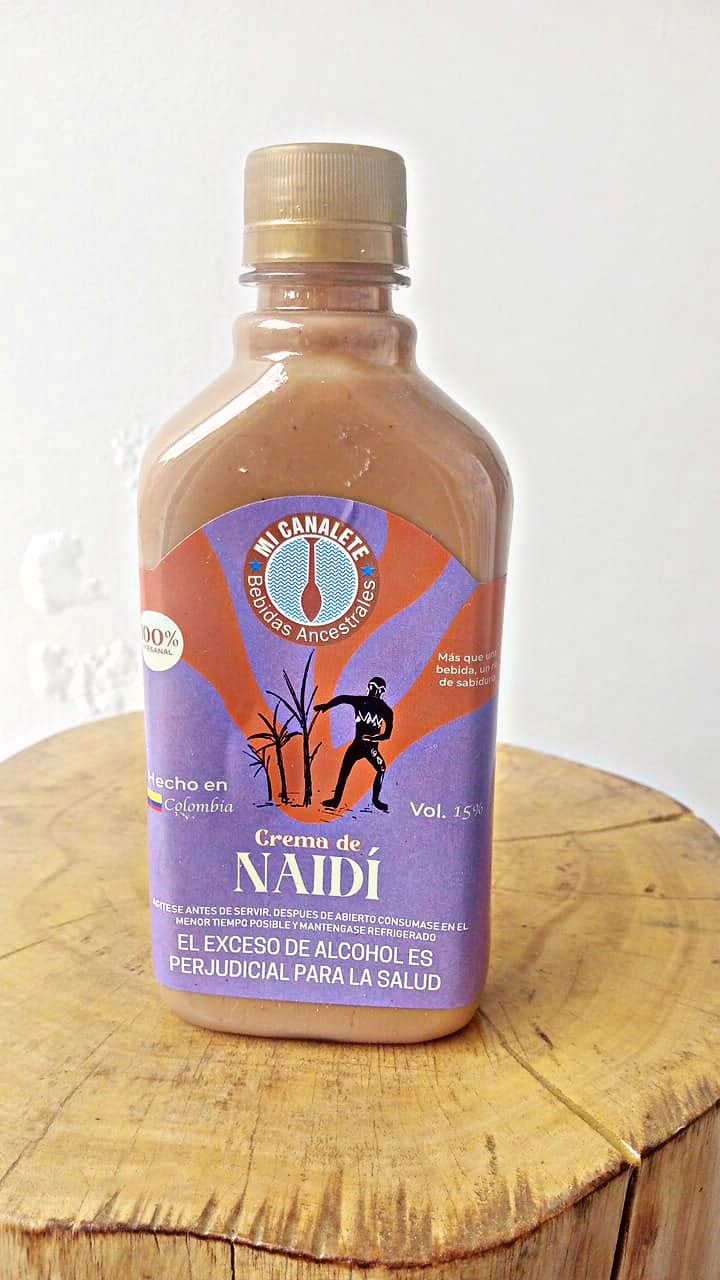 MI CANALETE
Bebidas Ancestrales
00%
ESANAL
Más que una
bebida, un
de sabiduría
Hecho en
Colombia
Vol. 15%
Crema de
NAIDÍ
AGITESE ANTES DE SERVIR, DESPUES DE ABIERTO CONSUMASE EN EL
MENOR TIEMPO POSIBLE Y MANTENGASE REFRIGERADO
EL EXCESO DE ALCOHOL ES
PERJUDICIAL PARA LA SALUD